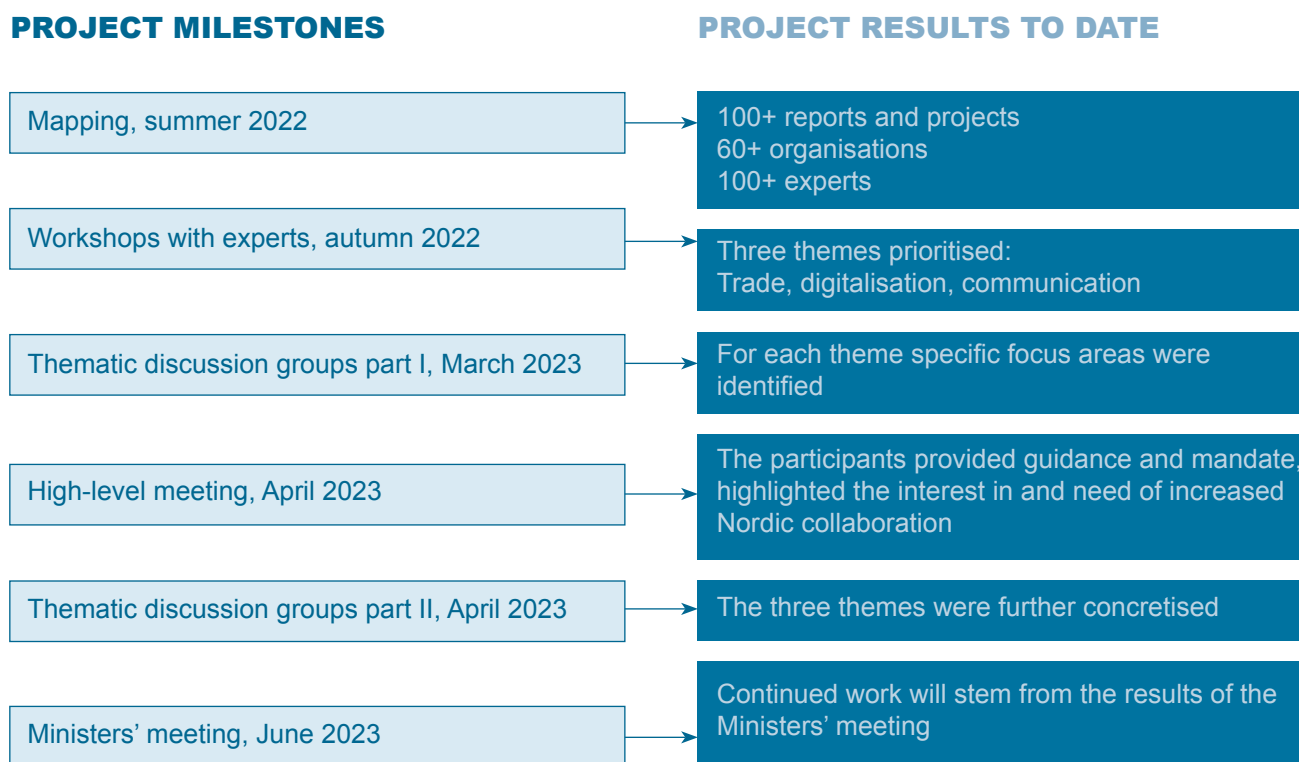 PROJECT MILESTONES
PROJECT RESULTS TO DATE
Mapping, summer 2022
100+ reports and projects
60+ organisations
100+ experts
Workshops with experts, autumn 2022
Three themes prioritised:
Trade, digitalisation, communication
Thematic discussion groups part I, March 2023
For each theme specific focus areas were
identified
High-level meeting, April 2023
The participants provided guidance and mandate,
highlighted the interest in and need of increased
Nordic collaboration
Thematic discussion groups part II, April 2023
The three themes were further concretised
Ministers’ meeting, June 2023
Continued work will stem from the results of the
Ministers’ meeting